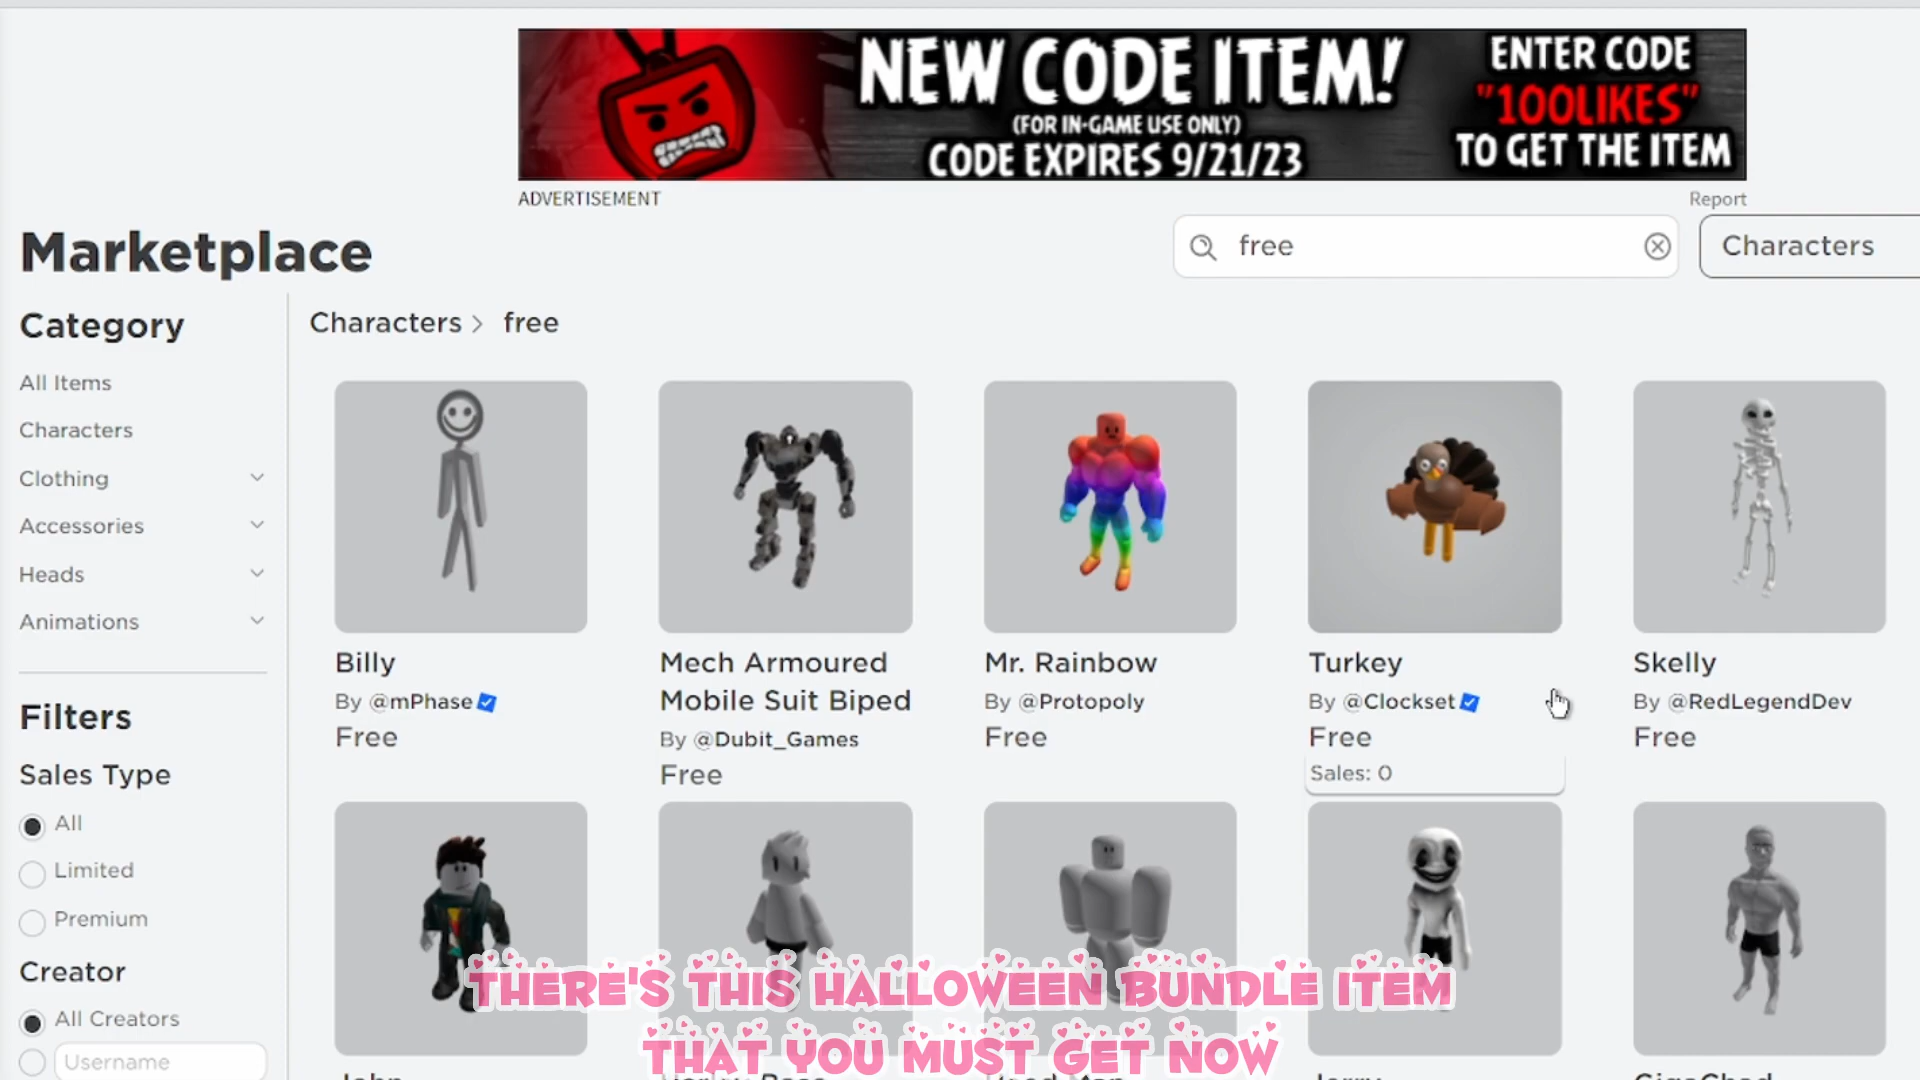 NEW CODE ITEM!
(FOR IN-GAME USE ONLY)
CODE EXPIRES 9/21/23
ENTER CODE
"100LIKES"
TO GET THE ITEM
ADVERTISEMENT
Report
Marketplace
free
Characters
Category
All Items
Characters
Clothing
Accessories
Heads
Animations
Filters
Sales Type
All
Limited
Premium
Creator
All Creators
Username
Characters > free
Billy
By @mPhase
Free
Mech Armoured
Mobile Suit Biped
By @Dubit_Games
Free
Mr. Rainbow
By @Protopoly
Free
Turkey
By @Clockset
Free
Sales: 0
Skelly
By @RedLegendDev
Free
THERE'S THIS HALLOWEEN BUNDLE ITEM
THAT YOU MUST GET NOW